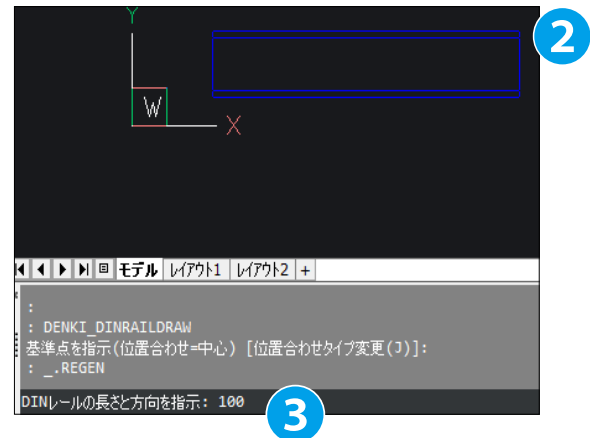 Y
2
W
X
モデル レイアウト1 レイアウト2 +
:
: DENKI_DINRAILDRAW
基準点を指示(位置合わせ=中心) [位置合わせタイプ変更(J)]:
: _.REGEN
DINレールの長さと方向を指示: 100
3